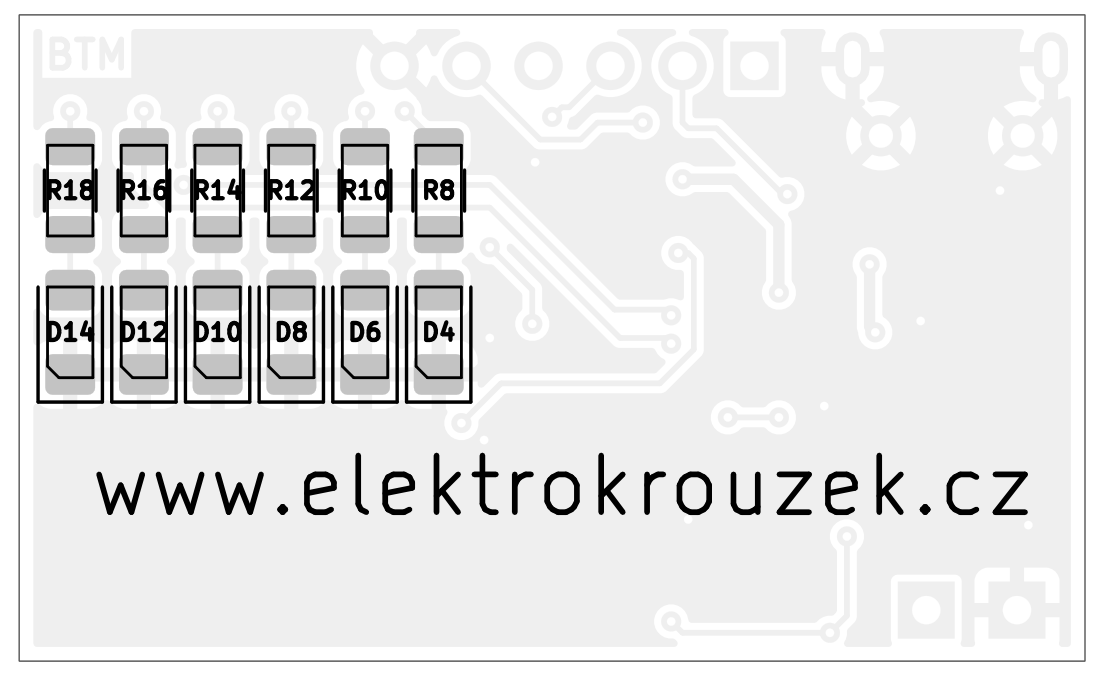 BTM
R18 R16 R14 R12 R10 R8
D14 D12 D10 D8 D6 D4
www.elektrokrouzek.cz